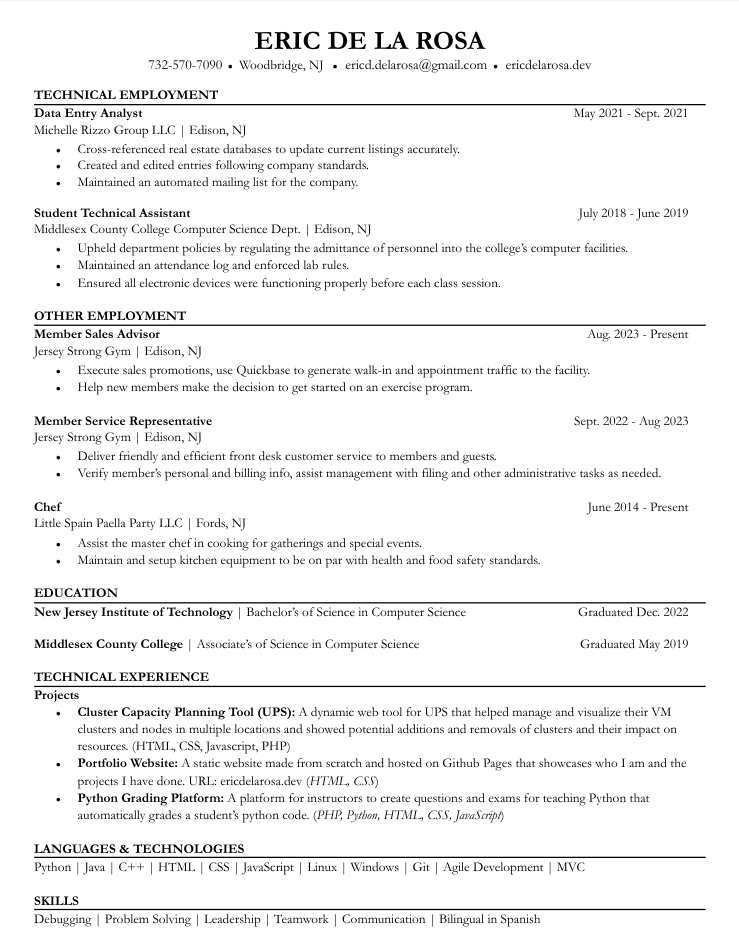 ERIC DE LA ROSA
732-570-7090 • Woodbridge, NJ • ericd.delarosa@gmail.com • ericdelarosa.dev
TECHNICAL EMPLOYMENT
Data Entry Analyst May 2021 - Sept. 2021
Michelle Rizzo Group LLC | Edison, NJ
• Cross-referenced real estate databases to update current listings accurately.
• Created and edited entries following company standards.
• Maintained an automated mailing list for the company.
Student Technical Assistant July 2018 - June 2019
Middlesex County College Computer Science Dept. | Edison, NJ
• Upheld department policies by regulating the admittance of personnel into the college's computer facilities.
• Maintained an attendance log and enforced lab rules.
• Ensured all electronic devices were functioning properly before each class session.
OTHER EMPLOYMENT
Member Sales Advisor Aug. 2023 - Present
Jersey Strong Gym | Edison, NJ
• Execute sales promotions, use Quickbase to generate walk-in and appointment traffic to the facility.
• Help new members make the decision to get started on an exercise program.
Member Service Representative Sept. 2022 - Aug 2023
Jersey Strong Gym | Edison, NJ
• Deliver friendly and efficient front desk customer service to members and guests.
• Verify member's personal and billing info, assist management with filing and other administrative tasks as needed.
Chef June 2014 - Present
Little Spain Paella Party LLC | Fords, NJ
• Assist the master chef in cooking for gatherings and special events.
• Maintain and setup kitchen equipment to be on par with health and food safety standards.
EDUCATION
New Jersey Institute of Technology | Bachelor's of Science in Computer Science Graduated Dec. 2022
Middlesex County College | Associate's of Science in Computer Science Graduated May 2019
TECHNICAL EXPERIENCE
Projects
• Cluster Capacity Planning Tool (UPS): A dynamic web tool for UPS that helped manage and visualize their VM
clusters and nodes in multiple locations and showed potential additions and removals of clusters and their impact on
resources. (HTML, CSS, Javascript, PHP)
• Portfolio Website: A static website made from scratch and hosted on Github Pages that showcases who I am and the
projects I have done. URL: ericdelarosa.dev (HTML, CSS)
• Python Grading Platform: A platform for instructors to create questions and exams for teaching Python that
automatically grades a student's python code. (PHP, Python, HTML, CSS, JavaScript)
LANGUAGES & TECHNOLOGIES
Python | Java | C++ | HTML | CSS | JavaScript | Linux | Windows | Git | Agile Development | MVC
SKILLS
Debugging | Problem Solving | Leadership | Teamwork | Communication | Bilingual in Spanish